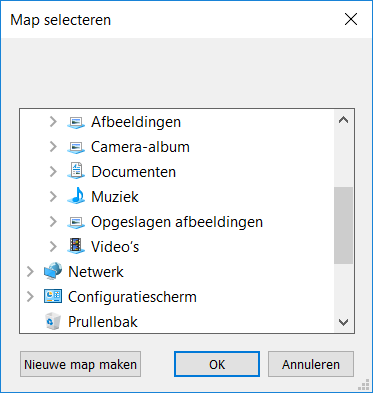 Map selecteren
Afbeeldingen
Camera-album
Documenten
Muziek
Opgeslagen afbeeldingen
Video's
Netwerk
Configuratiescherm
Prullenbak
Nieuwe map maken OK Annuleren